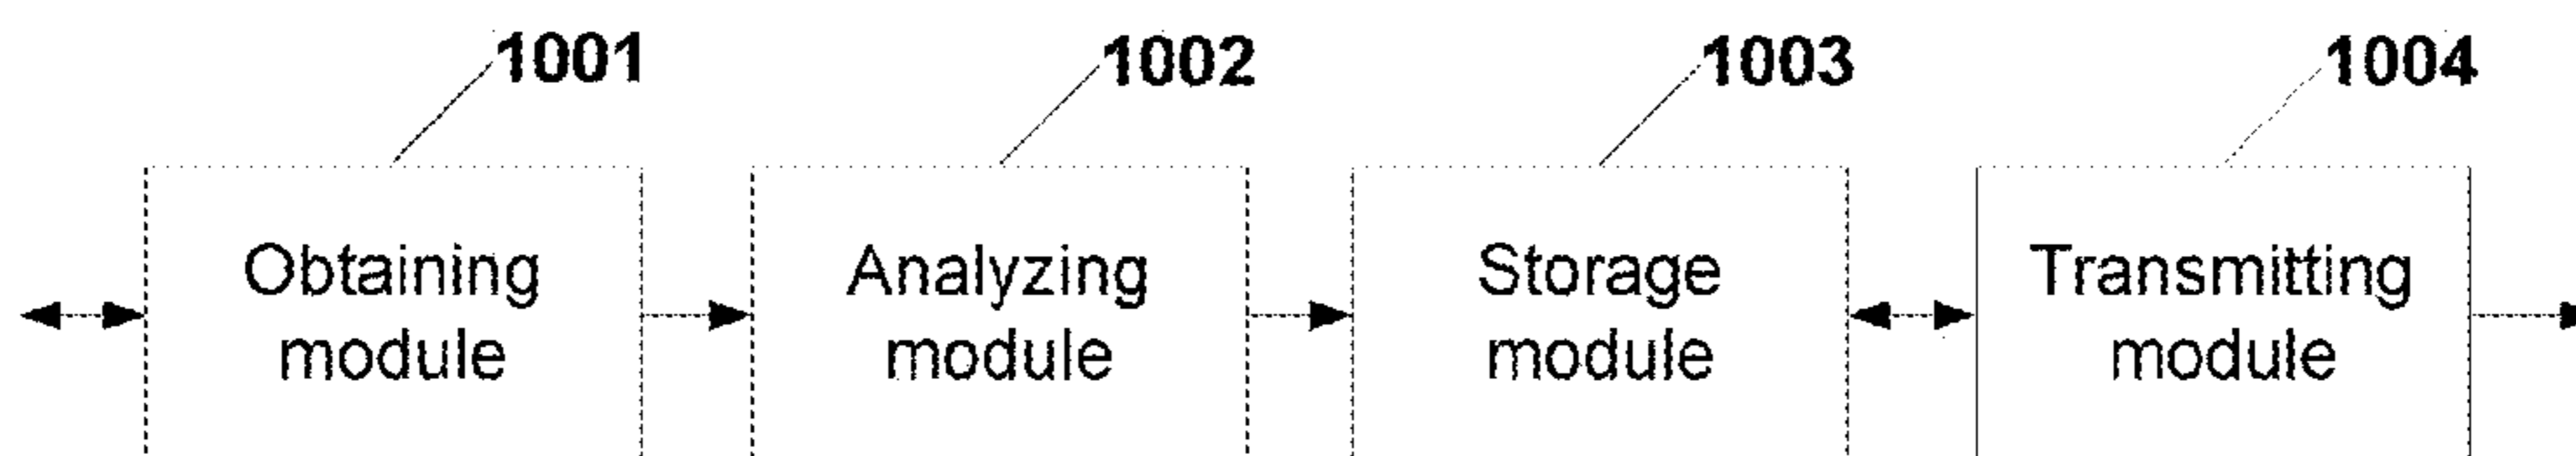 1001 1002 1003 1004
Obtaining Analyzing Storage Transmitting
module module module module